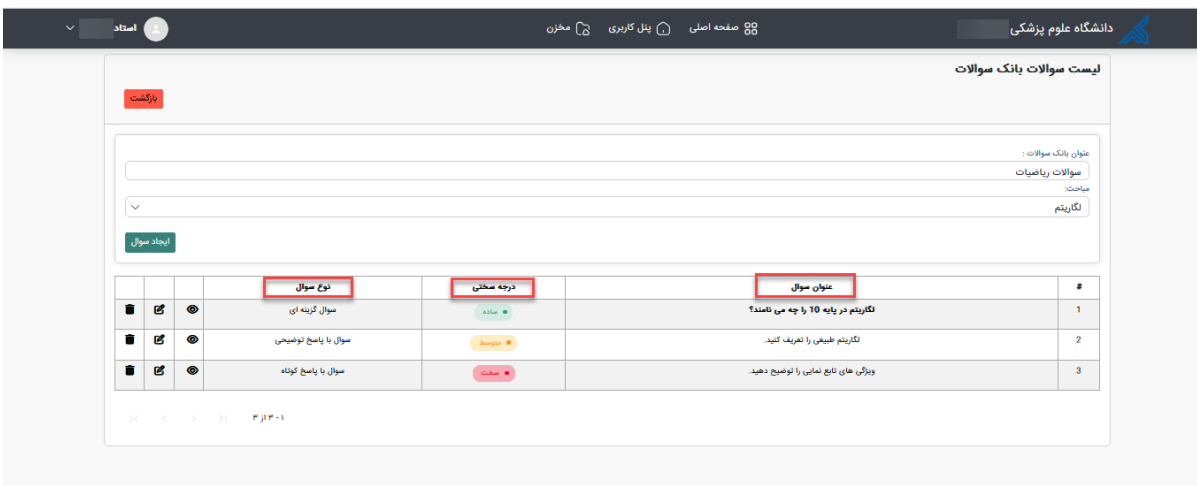 دانشگاه علوم پزشکی
صفحه اصلی
پنل کاربری
مخزن
استاد
لیست سوالات بانک سوالات
بازگشت
عنوان بانک سوالات :
سوالات ریاضیات
مباحث:
لگاریتم
ایجاد سوال
# عنوان سوال درجه سختی نوع سوال
1 لگاریتم در پایه 10 را چه می نامند؟ ساده سوال گزینه ای
2 لگاریتم طبیعی را تعریف کنید. متوسط سوال با پاسخ توضیحی
3 ویژگی های تابع نمایی را توضیح دهید. سخت سوال با پاسخ کوتاه
۱ - ۳ از ۳